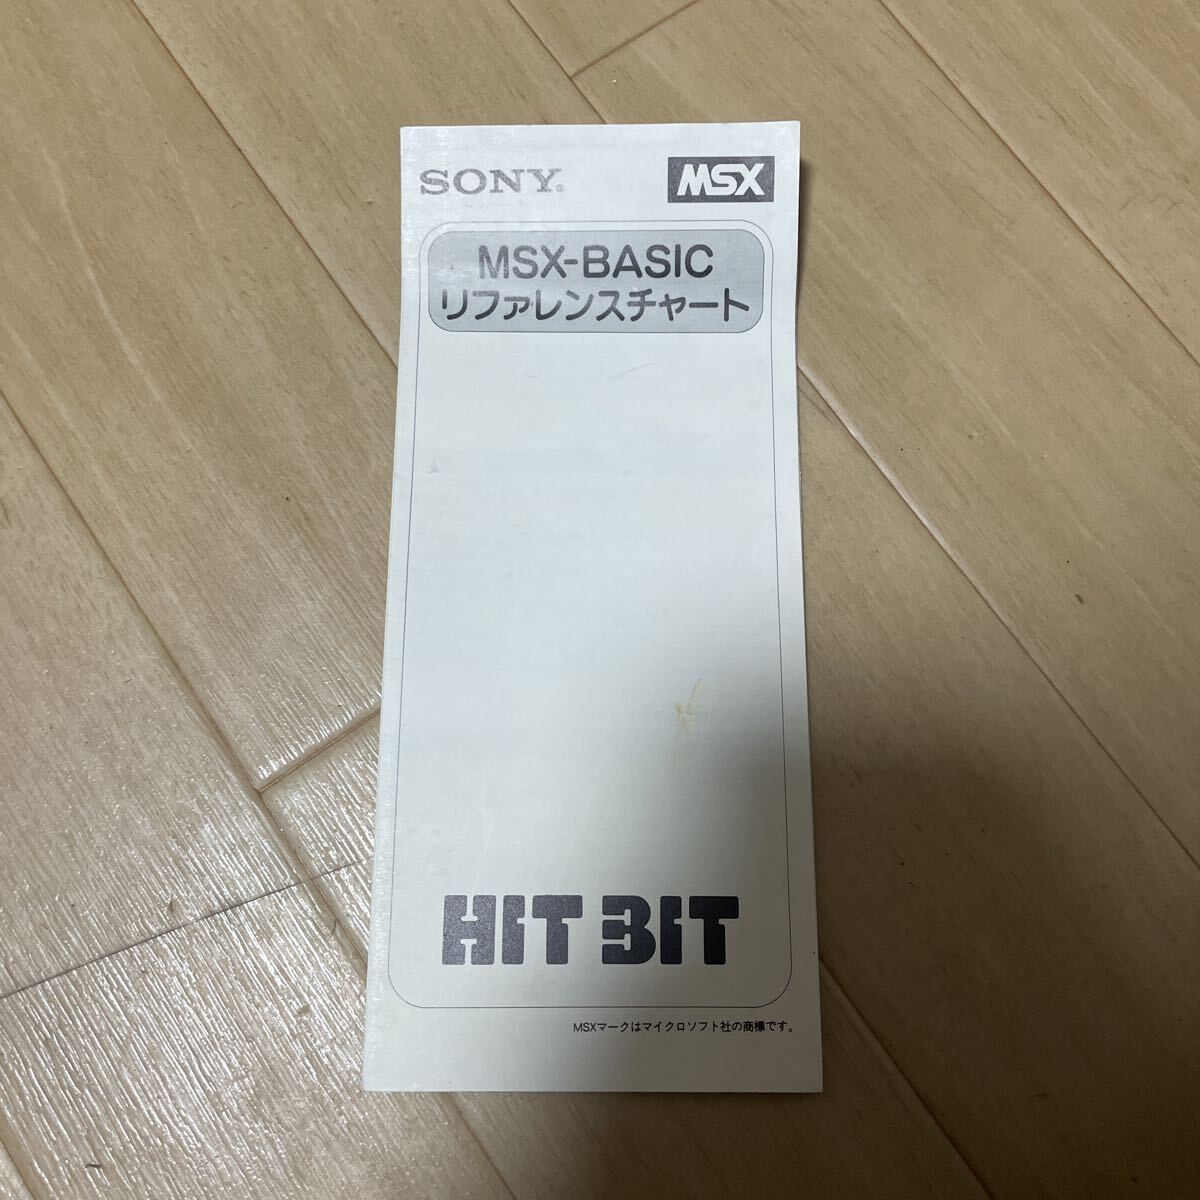 SONY®
MSX
MSX-BASIC
リファレンスチャート
HIT BIT
MSXマークはマイクロソフト社の商標です。